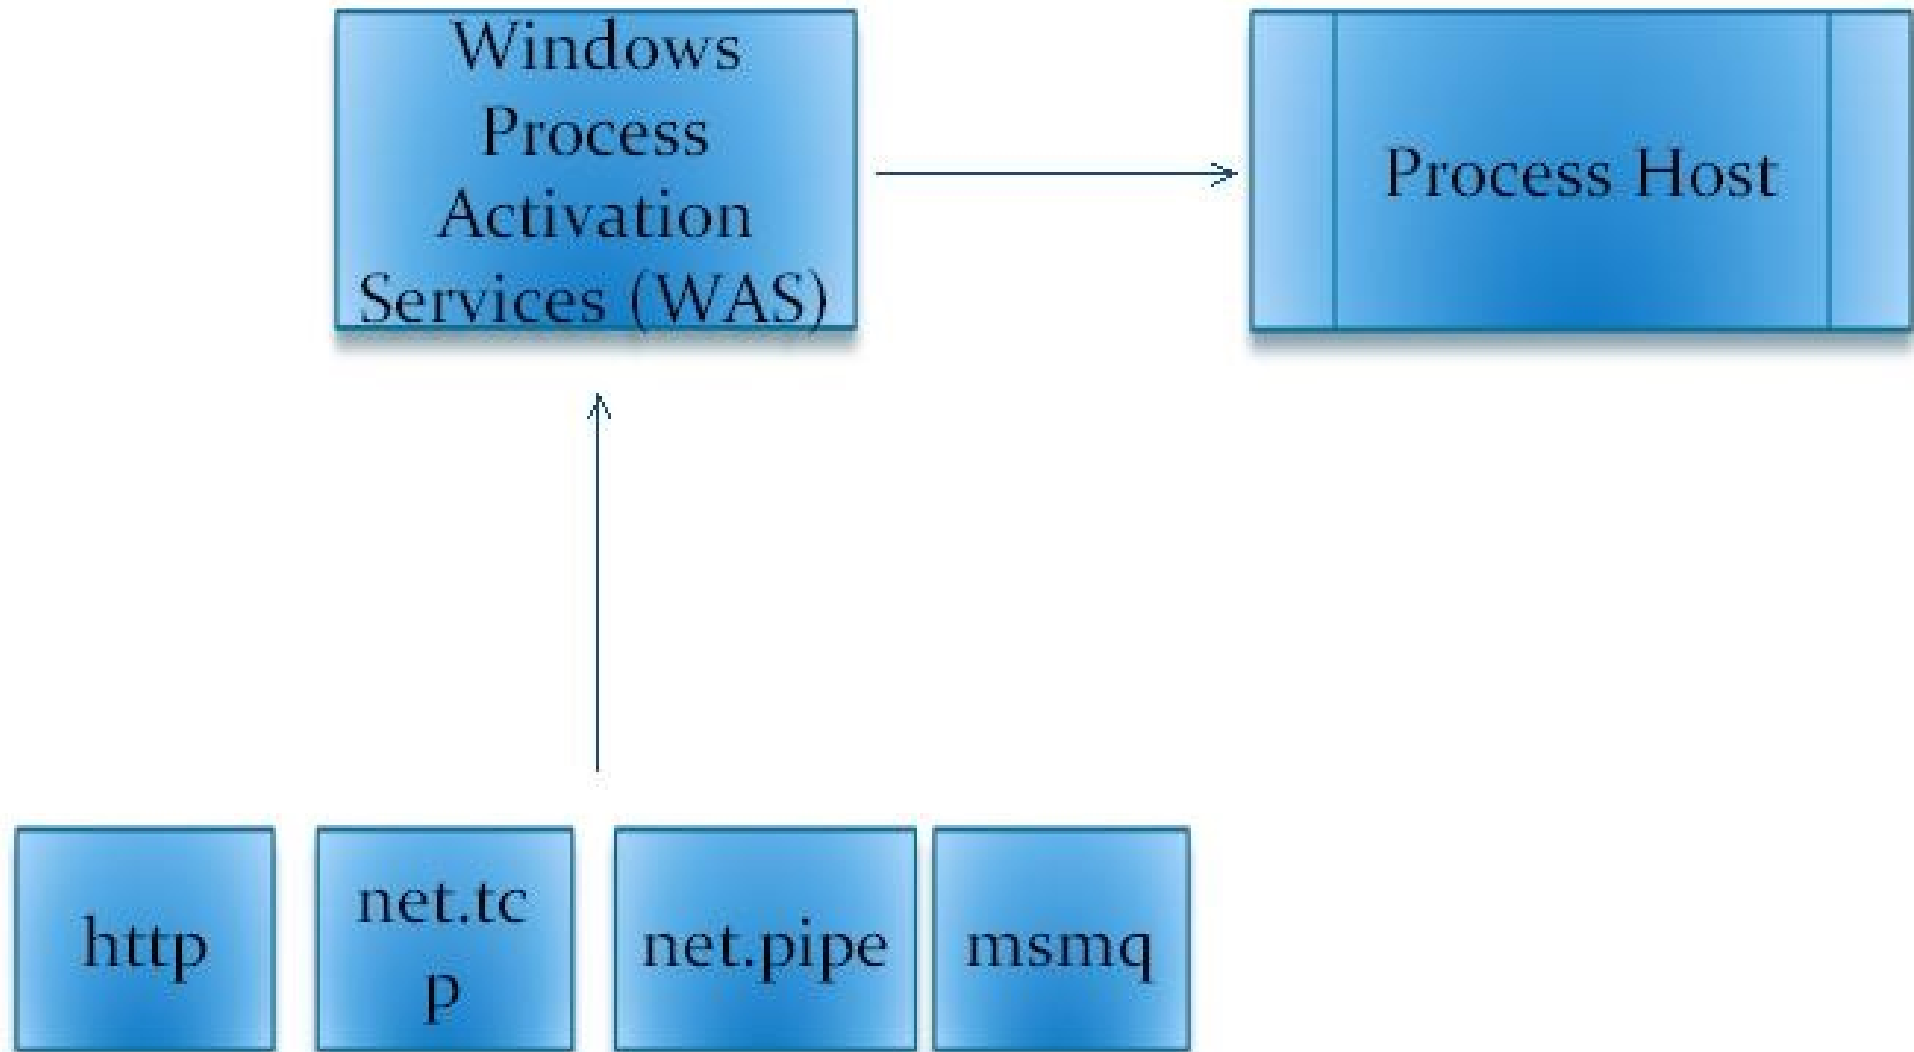 Windows
Process
Activation
Services (WAS)
Process Host
http
net.tc
p
net.pipe
msmq